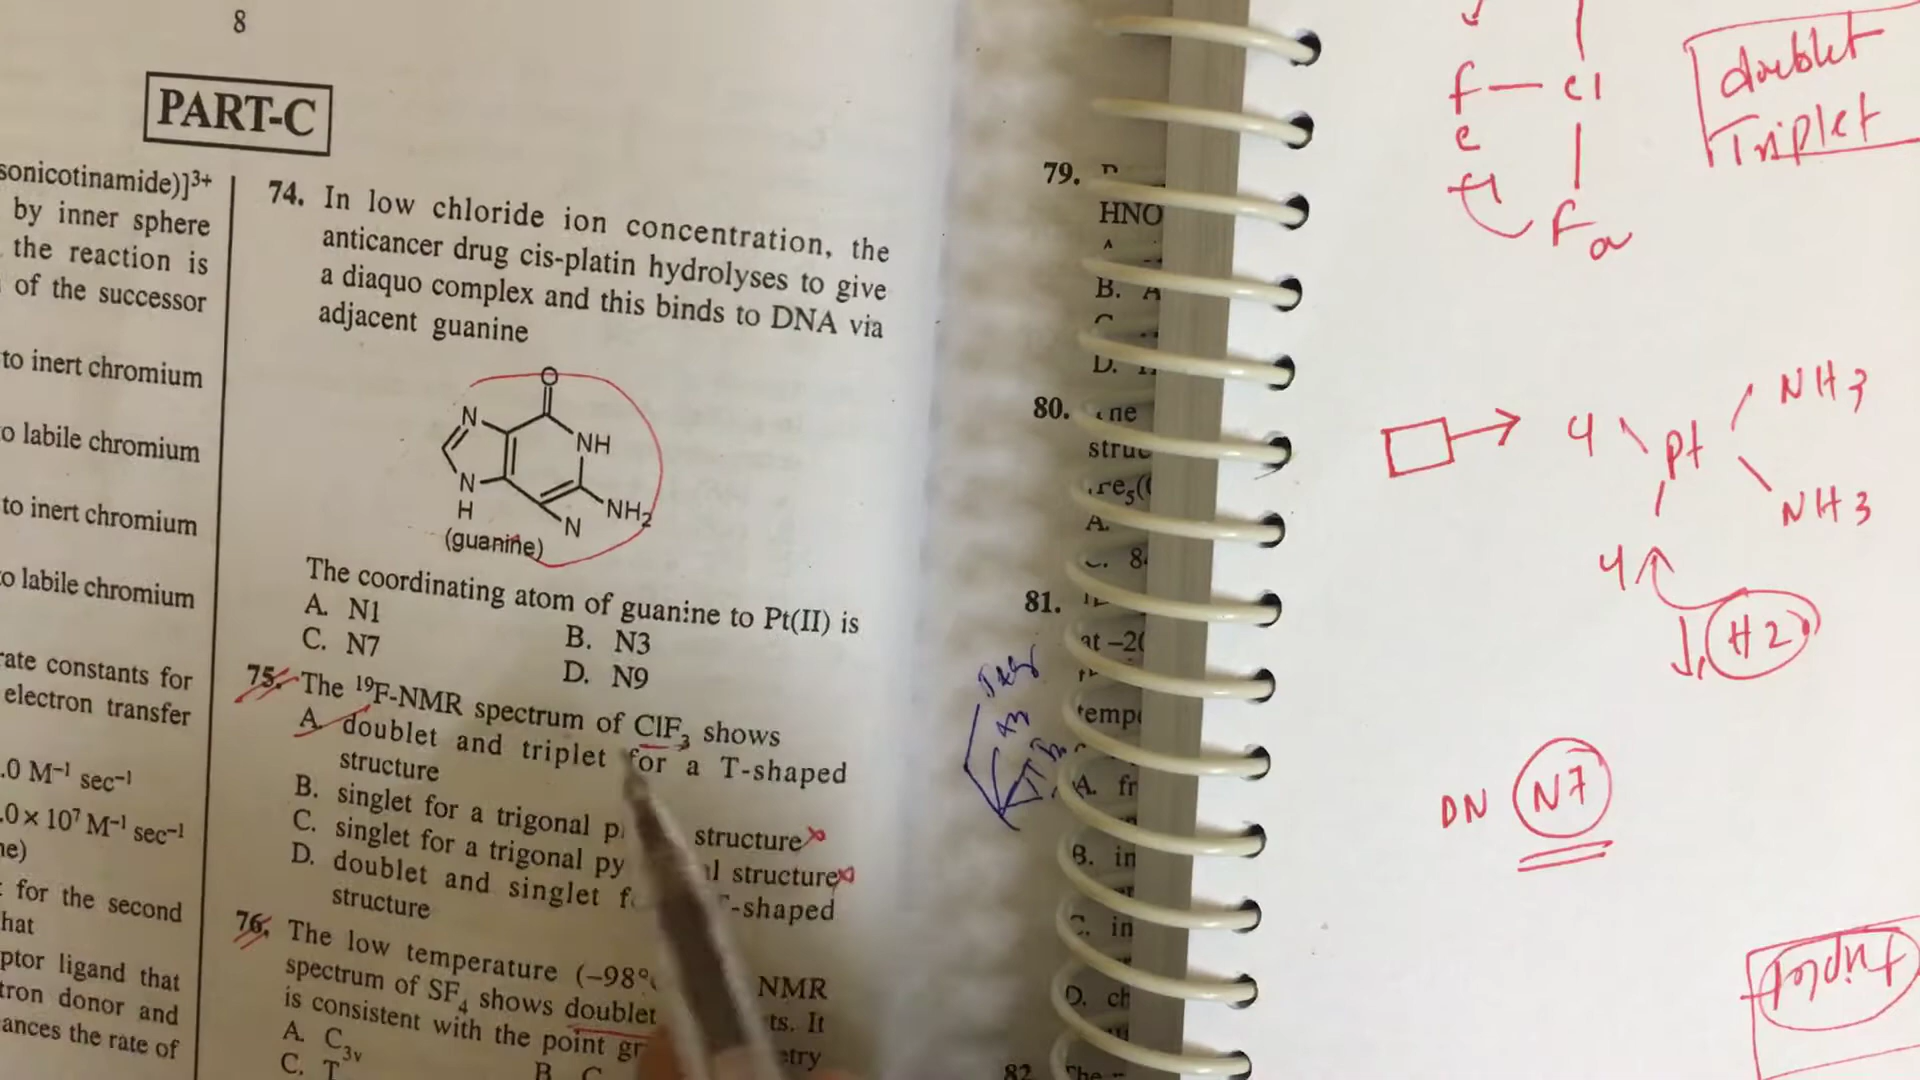 8
PART-C
sonicotinamide)]3+
by inner sphere
the reaction is
of the successor
to inert chromium
o labile chromium
to inert chromium
o labile chromium
rate constants for
electron transfer
.0 M−1 sec−1
.0 × 107 M−1 sec−1
ne)
for the second
hat
ptor ligand that
tron donor and
ances the rate of
74. In low chloride ion concentration, the
anticancer drug cis-platin hydrolyses to give
a diaquo complex and this binds to DNA via
adjacent guanine
O
N
NH
N
H
N
NH2
(guanine)
The coordinating atom of guanine to Pt(II) is
A. N1
B. N3
C. N7
D. N9
75. The 19F-NMR spectrum of ClF3 shows
A. doublet and triplet for a T-shaped
structure
B. singlet for a trigonal p structure
C. singlet for a trigonal py l structure
D. doublet and singlet f -shaped
structure
76. The low temperature (−98° NMR
spectrum of SF4 shows doublet ts. It
is consistent with the point gr etry
A. C3v
B. C
C. T
79.
HNO
B. A
D.
80. ne
struc
A.
81.
at −20
temp
A. fr
B. in
C. in
D. ch
82. The
doublet
Triplet
F — Cl
e
Fa
Pt
NH3
NH3
H2O
DN N7